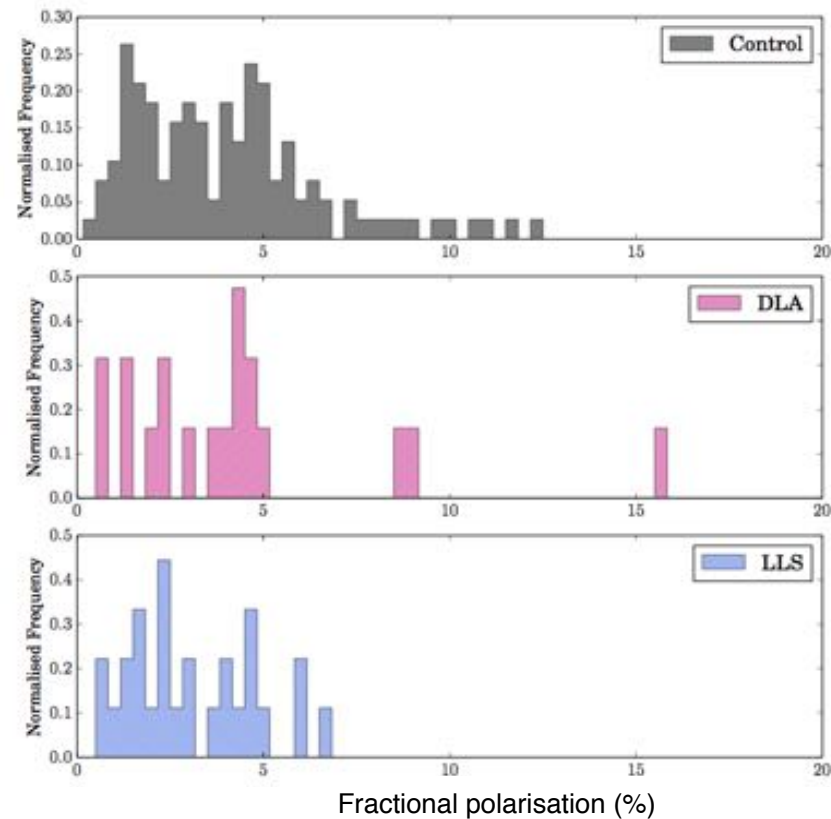 Normalised Frequency
0.30
0.25
0.20
0.15
0.10
0.05
0.00
Control
0 5 10 15 20
Normalised Frequency
0.5
0.4
0.3
0.2
0.1
0.0
DLA
0 5 10 15 20
Normalised Frequency
0.5
0.4
0.3
0.2
0.1
0.0
LLS
0 5 10 15 20
Fractional polarisation (%)